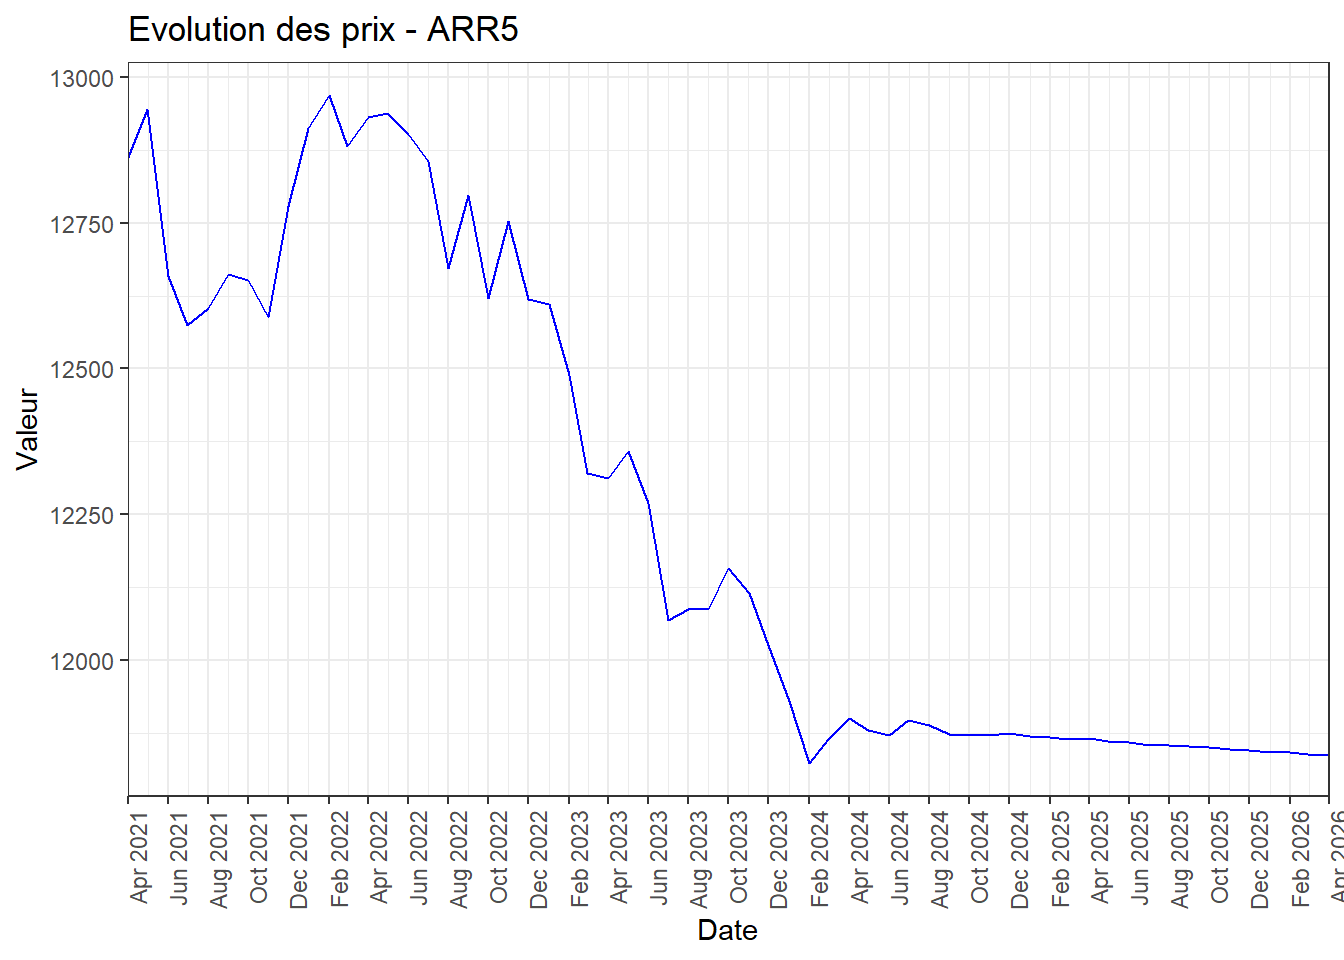 Evolution des prix - ARR5
13000
12750
12500
12250
12000
Valeur
Apr 2021
Jun 2021
Aug 2021
Oct 2021
Dec 2021
Feb 2022
Apr 2022
Jun 2022
Aug 2022
Oct 2022
Dec 2022
Feb 2023
Apr 2023
Jun 2023
Aug 2023
Oct 2023
Dec 2023
Feb 2024
Apr 2024
Jun 2024
Aug 2024
Oct 2024
Dec 2024
Feb 2025
Apr 2025
Jun 2025
Aug 2025
Oct 2025
Dec 2025
Feb 2026
Apr 2026
Date